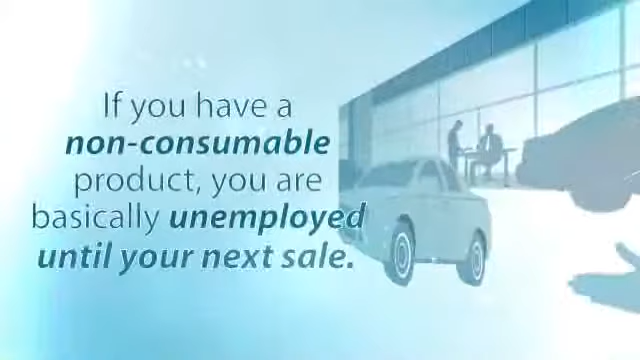 If you have a
non-consumable
product, you are
basically unemployed
until your next sale.